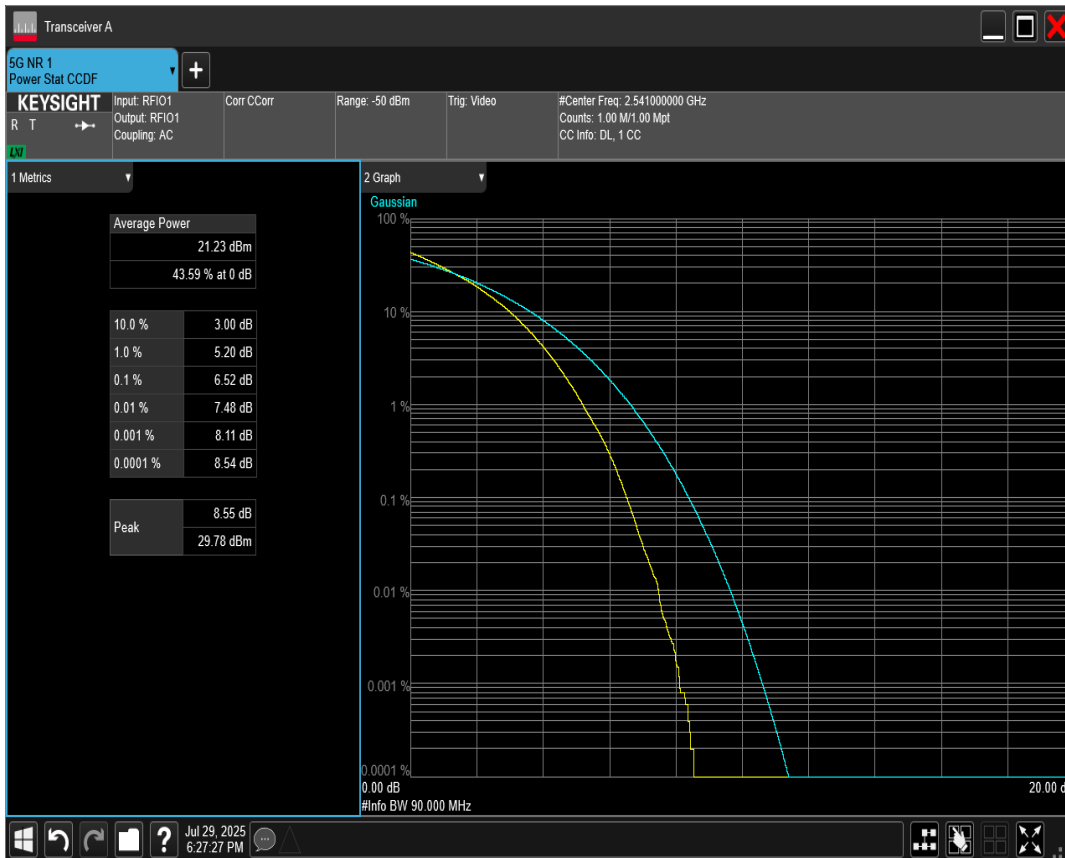 Transceiver A
5G NR 1
Power Stat CCDF
KEYSIGHT
R T
LXI
Input: RFIO1
Output: RFIO1
Coupling: AC
Corr CCorr
Range: -50 dBm
Trig: Video
#Center Freq: 2.541000000 GHz
Counts: 1.00 M/1.00 Mpt
CC Info: DL, 1 CC
1 Metrics
Average Power
21.23 dBm
43.59 % at 0 dB
10.0 % 3.00 dB
1.0 % 5.20 dB
0.1 % 6.52 dB
0.01 % 7.48 dB
0.001 % 8.11 dB
0.0001 % 8.54 dB
Peak
8.55 dB
29.78 dBm
2 Graph
Gaussian
100 %
10 %
1 %
0.1 %
0.01 %
0.001 %
0.0001 %
0.00 dB 20.00 d
#Info BW 90.000 MHz
Jul 29, 2025
6:27:27 PM